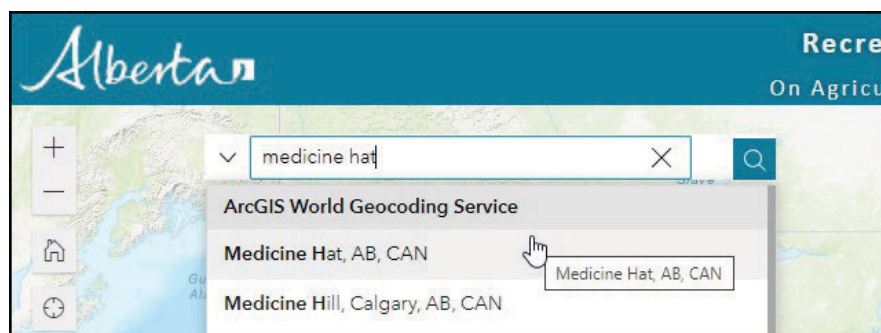 Alberta
Recre
On Agricu
medicine hat
ArcGIS World Geocoding Service
Medicine Hat, AB, CAN
Medicine Hat, AB, CAN
Medicine Hill, Calgary, AB, CAN